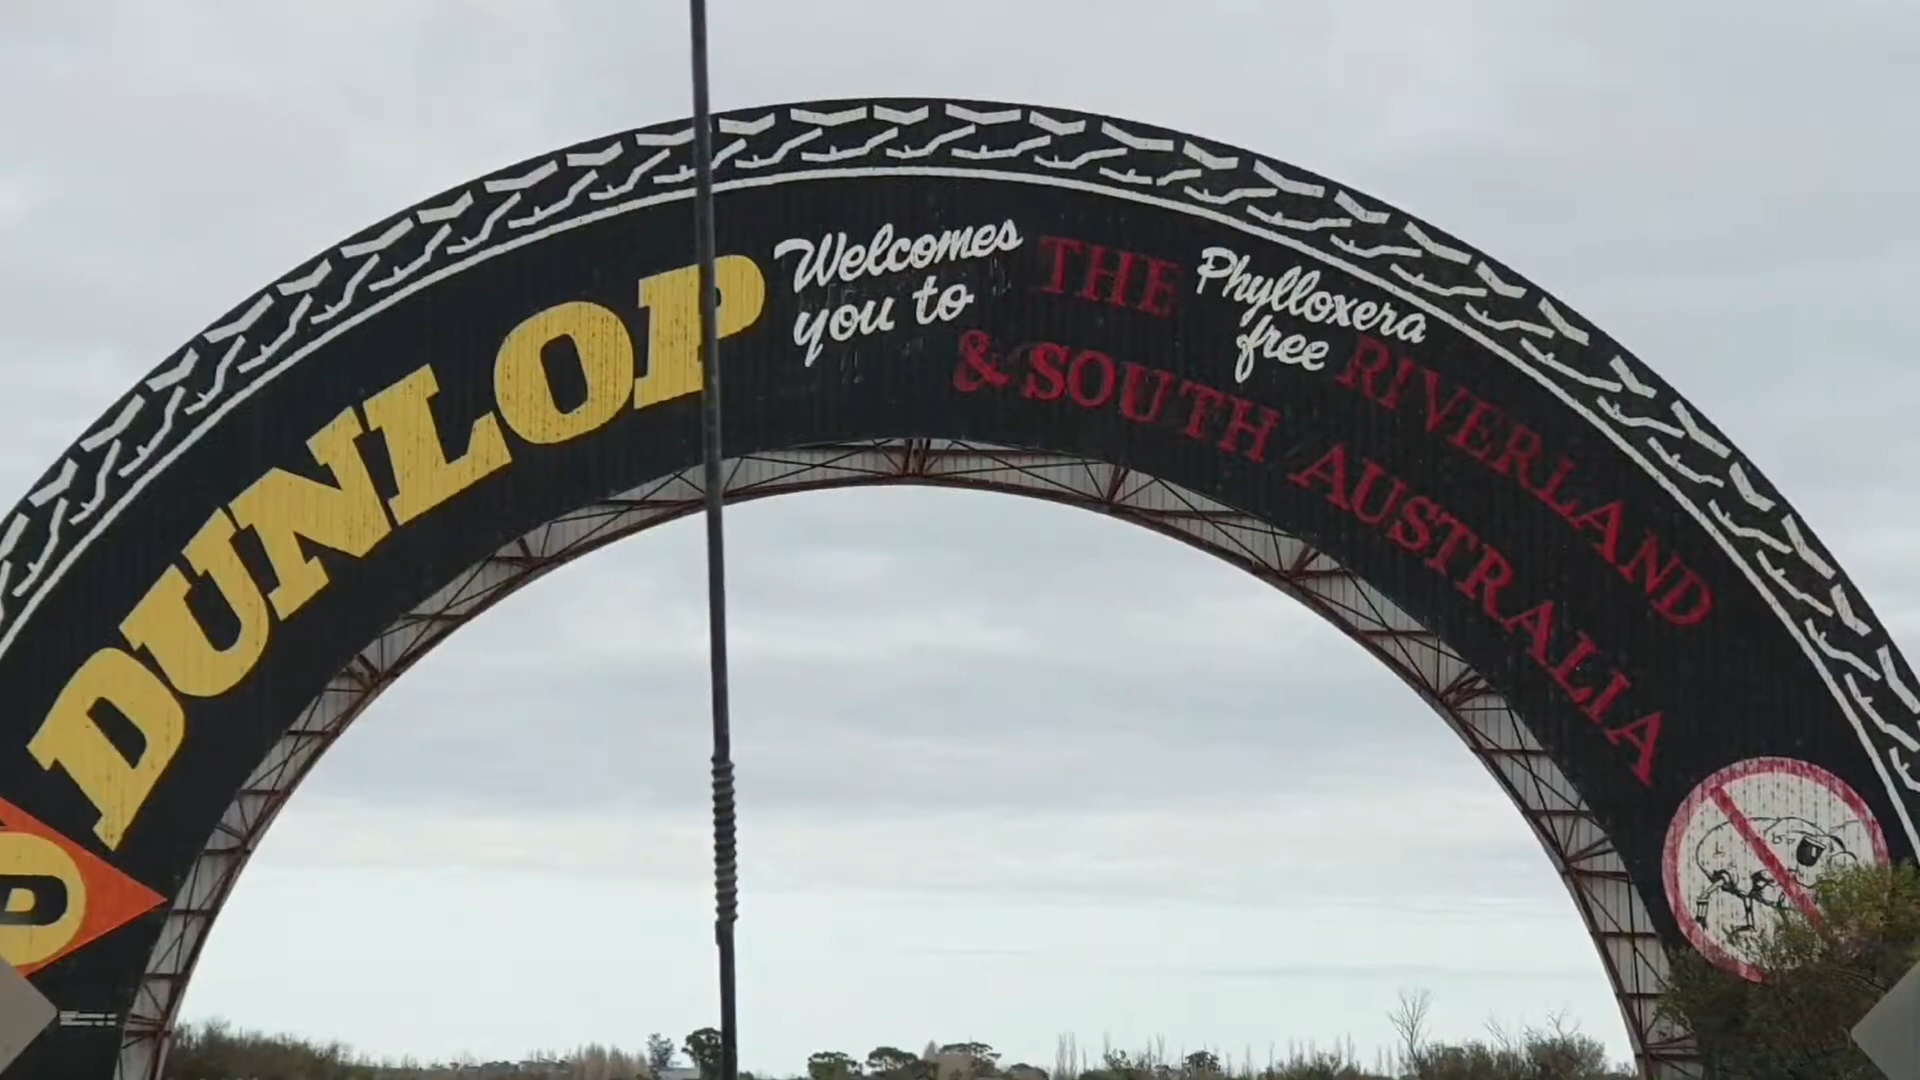 DUNLOP
Welcomes
you to
THE
Phylloxera
free
RIVERLAND
& SOUTH AUSTRALIA
D